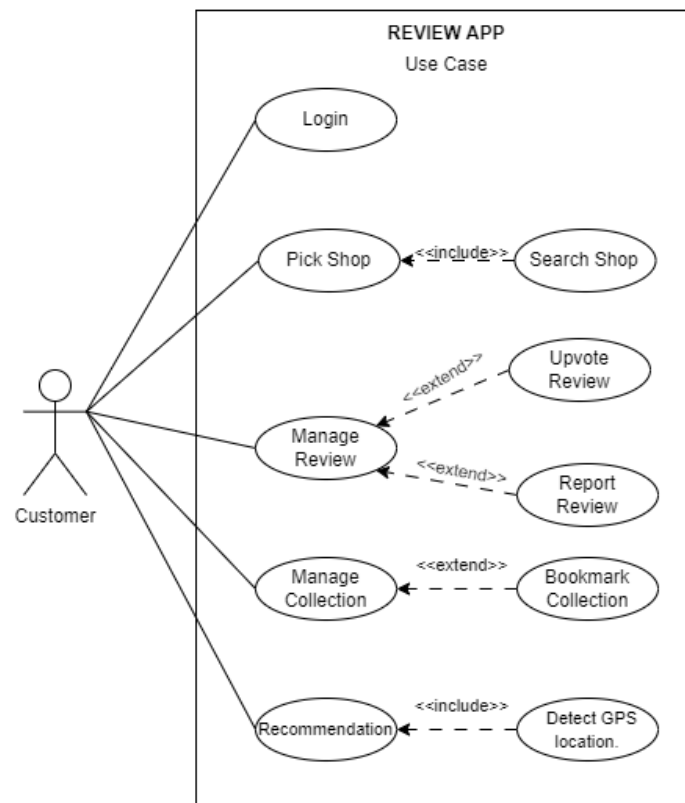 REVIEW APP
Use Case
Login
Pick Shop
<<include>>
Search Shop
Upvote
Review
<<extend>>
Manage
Review
<<extend>>
Report
Review
Customer
Manage
Collection
<<extend>>
Bookmark
Collection
Recommendation
<<include>>
Detect GPS
location.